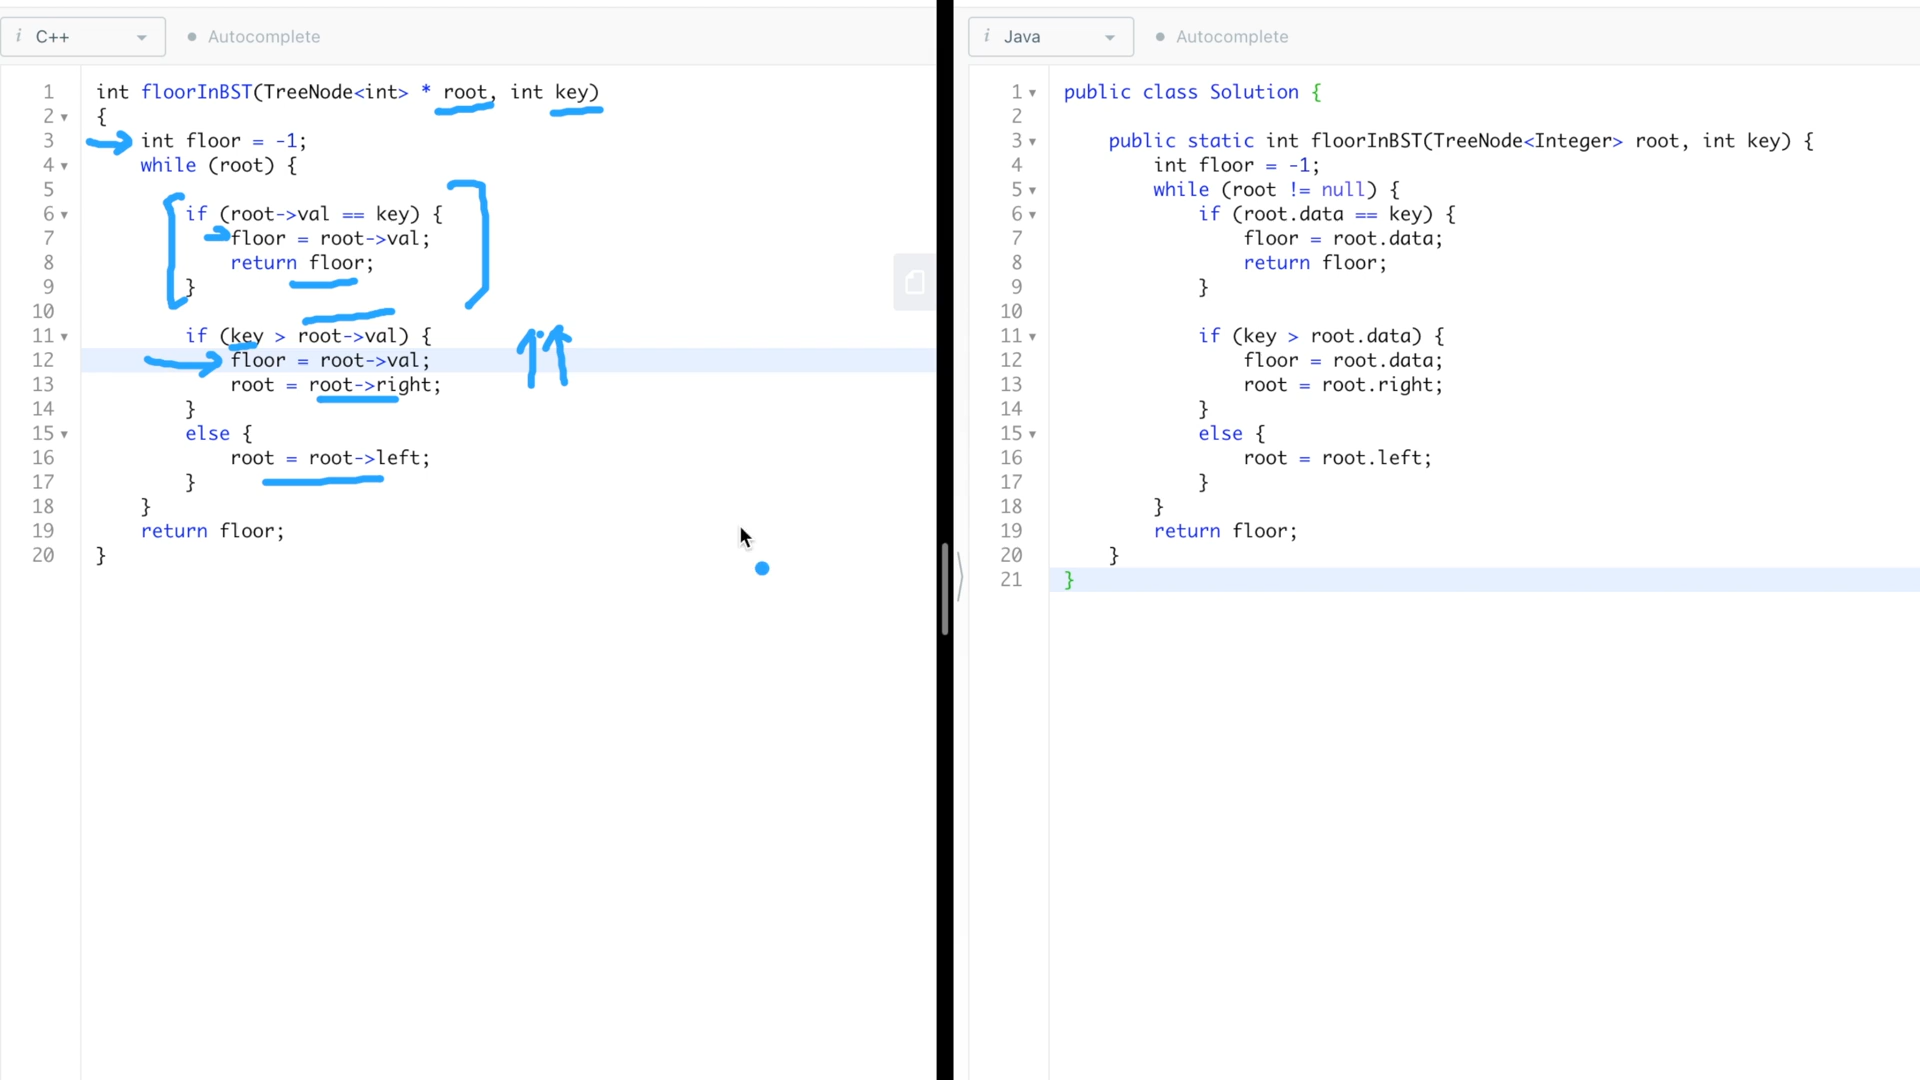 i C++ Autocomplete
1 int floorInBST(TreeNode<int> * root, int key)
2 {
3 int floor = -1;
4 while (root) {
5
6 if (root->val == key) {
7 floor = root->val;
8 return floor;
9 }
10
11 if (key > root->val) {
12 floor = root->val;
13 root = root->right;
14 }
15 else {
16 root = root->left;
17 }
18 }
19 return floor;
20 }
i Java Autocomplete
1 public class Solution {
2
3 public static int floorInBST(TreeNode<Integer> root, int key) {
4 int floor = -1;
5 while (root != null) {
6 if (root.data == key) {
7 floor = root.data;
8 return floor;
9 }
10
11 if (key > root.data) {
12 floor = root.data;
13 root = root.right;
14 }
15 else {
16 root = root.left;
17 }
18 }
19 return floor;
20 }
21 }